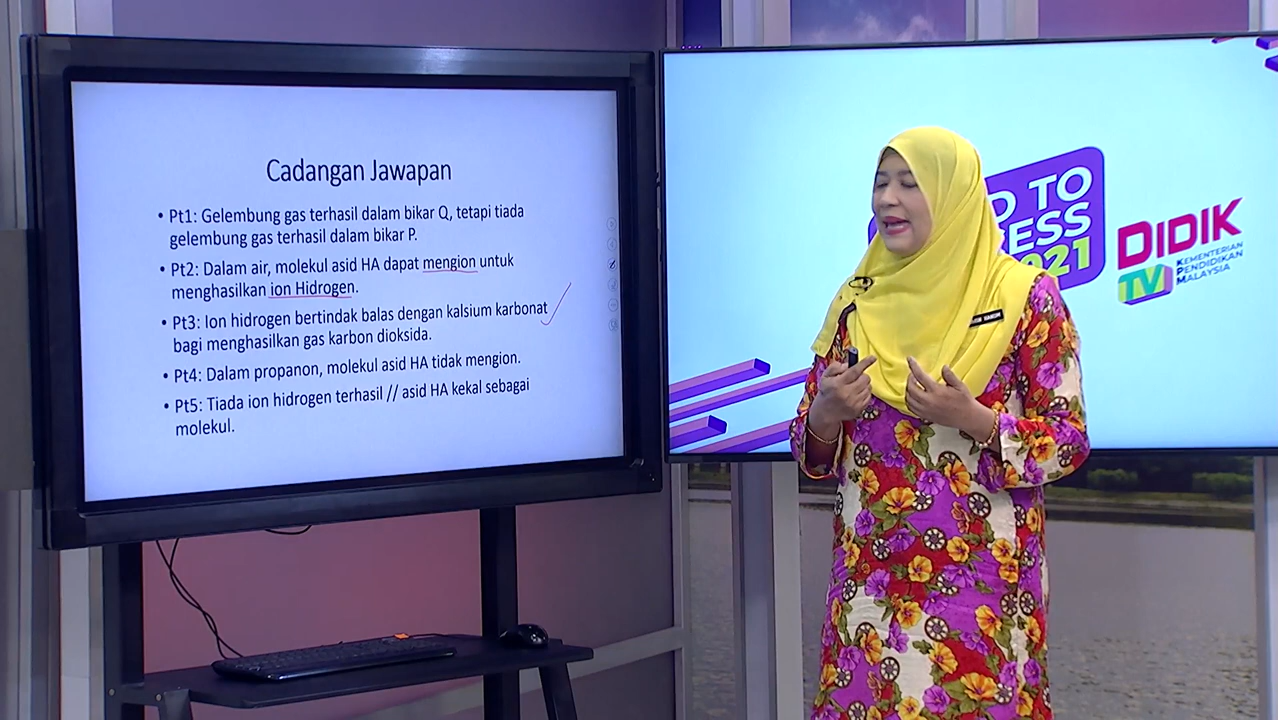 Cadangan Jawapan
• Pt1: Gelembung gas terhasil dalam bikar Q, tetapi tiada
gelembung gas terhasil dalam bikar P.
• Pt2: Dalam air, molekul asid HA dapat mengion untuk
menghasilkan ion Hidrogen.
• Pt3: Ion hidrogen bertindak balas dengan kalsium karbonat
bagi menghasilkan gas karbon dioksida.
• Pt4: Dalam propanon, molekul asid HA tidak mengion.
• Pt5: Tiada ion hidrogen terhasil // asid HA kekal sebagai
molekul.
TO
2021
DIDIK
TV
KEMENTERIAN
PENDIDIKAN
MALAYSIA